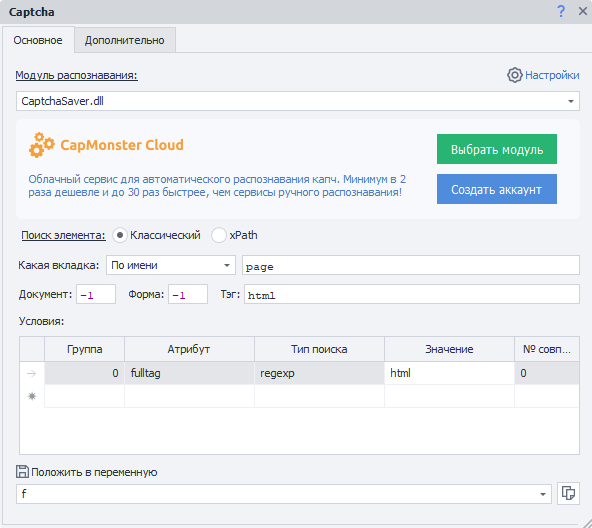 Captcha ?
Основное Дополнительно
Модуль распознавания: Настройки
CaptchaSaver.dll
CapMonster Cloud
Выбрать модуль
Облачный сервис для автоматического распознавания капч. Минимум в 2
раза дешевле и до 30 раз быстрее, чем сервисы ручного распознавания!
Создать аккаунт
Поиск элемента: Классический xPath
Какая вкладка: По имени page
Документ: -1 Форма: -1 Тэг: html
Условия:
Группа Атрибут Тип поиска Значение № совп...
0 fulltag regexp html 0
Положить в переменную
f